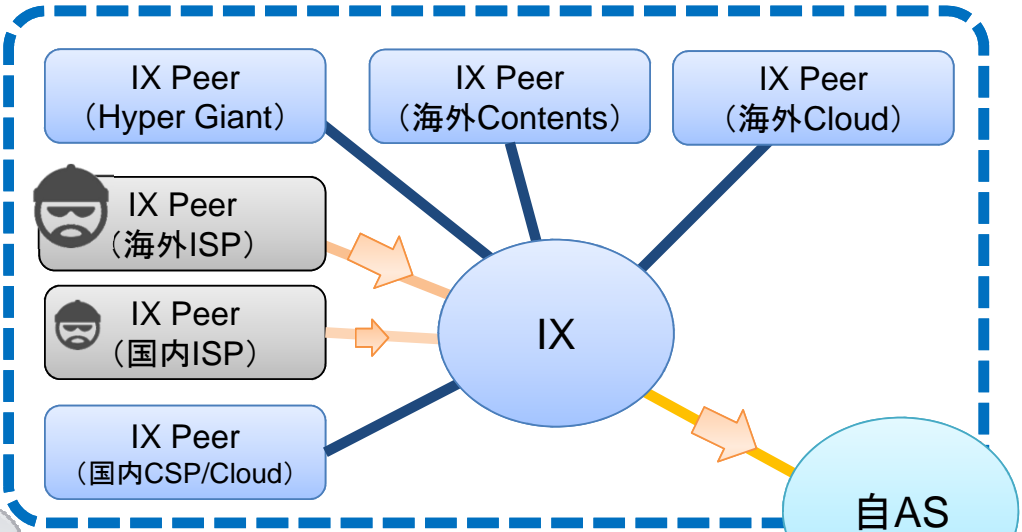 IX Peer
（Hyper Giant）
IX Peer
（海外Contents）
IX Peer
（海外Cloud）
IX Peer
（海外ISP）
IX Peer
（国内ISP）
IX Peer
（国内CSP/Cloud）
IX
自AS